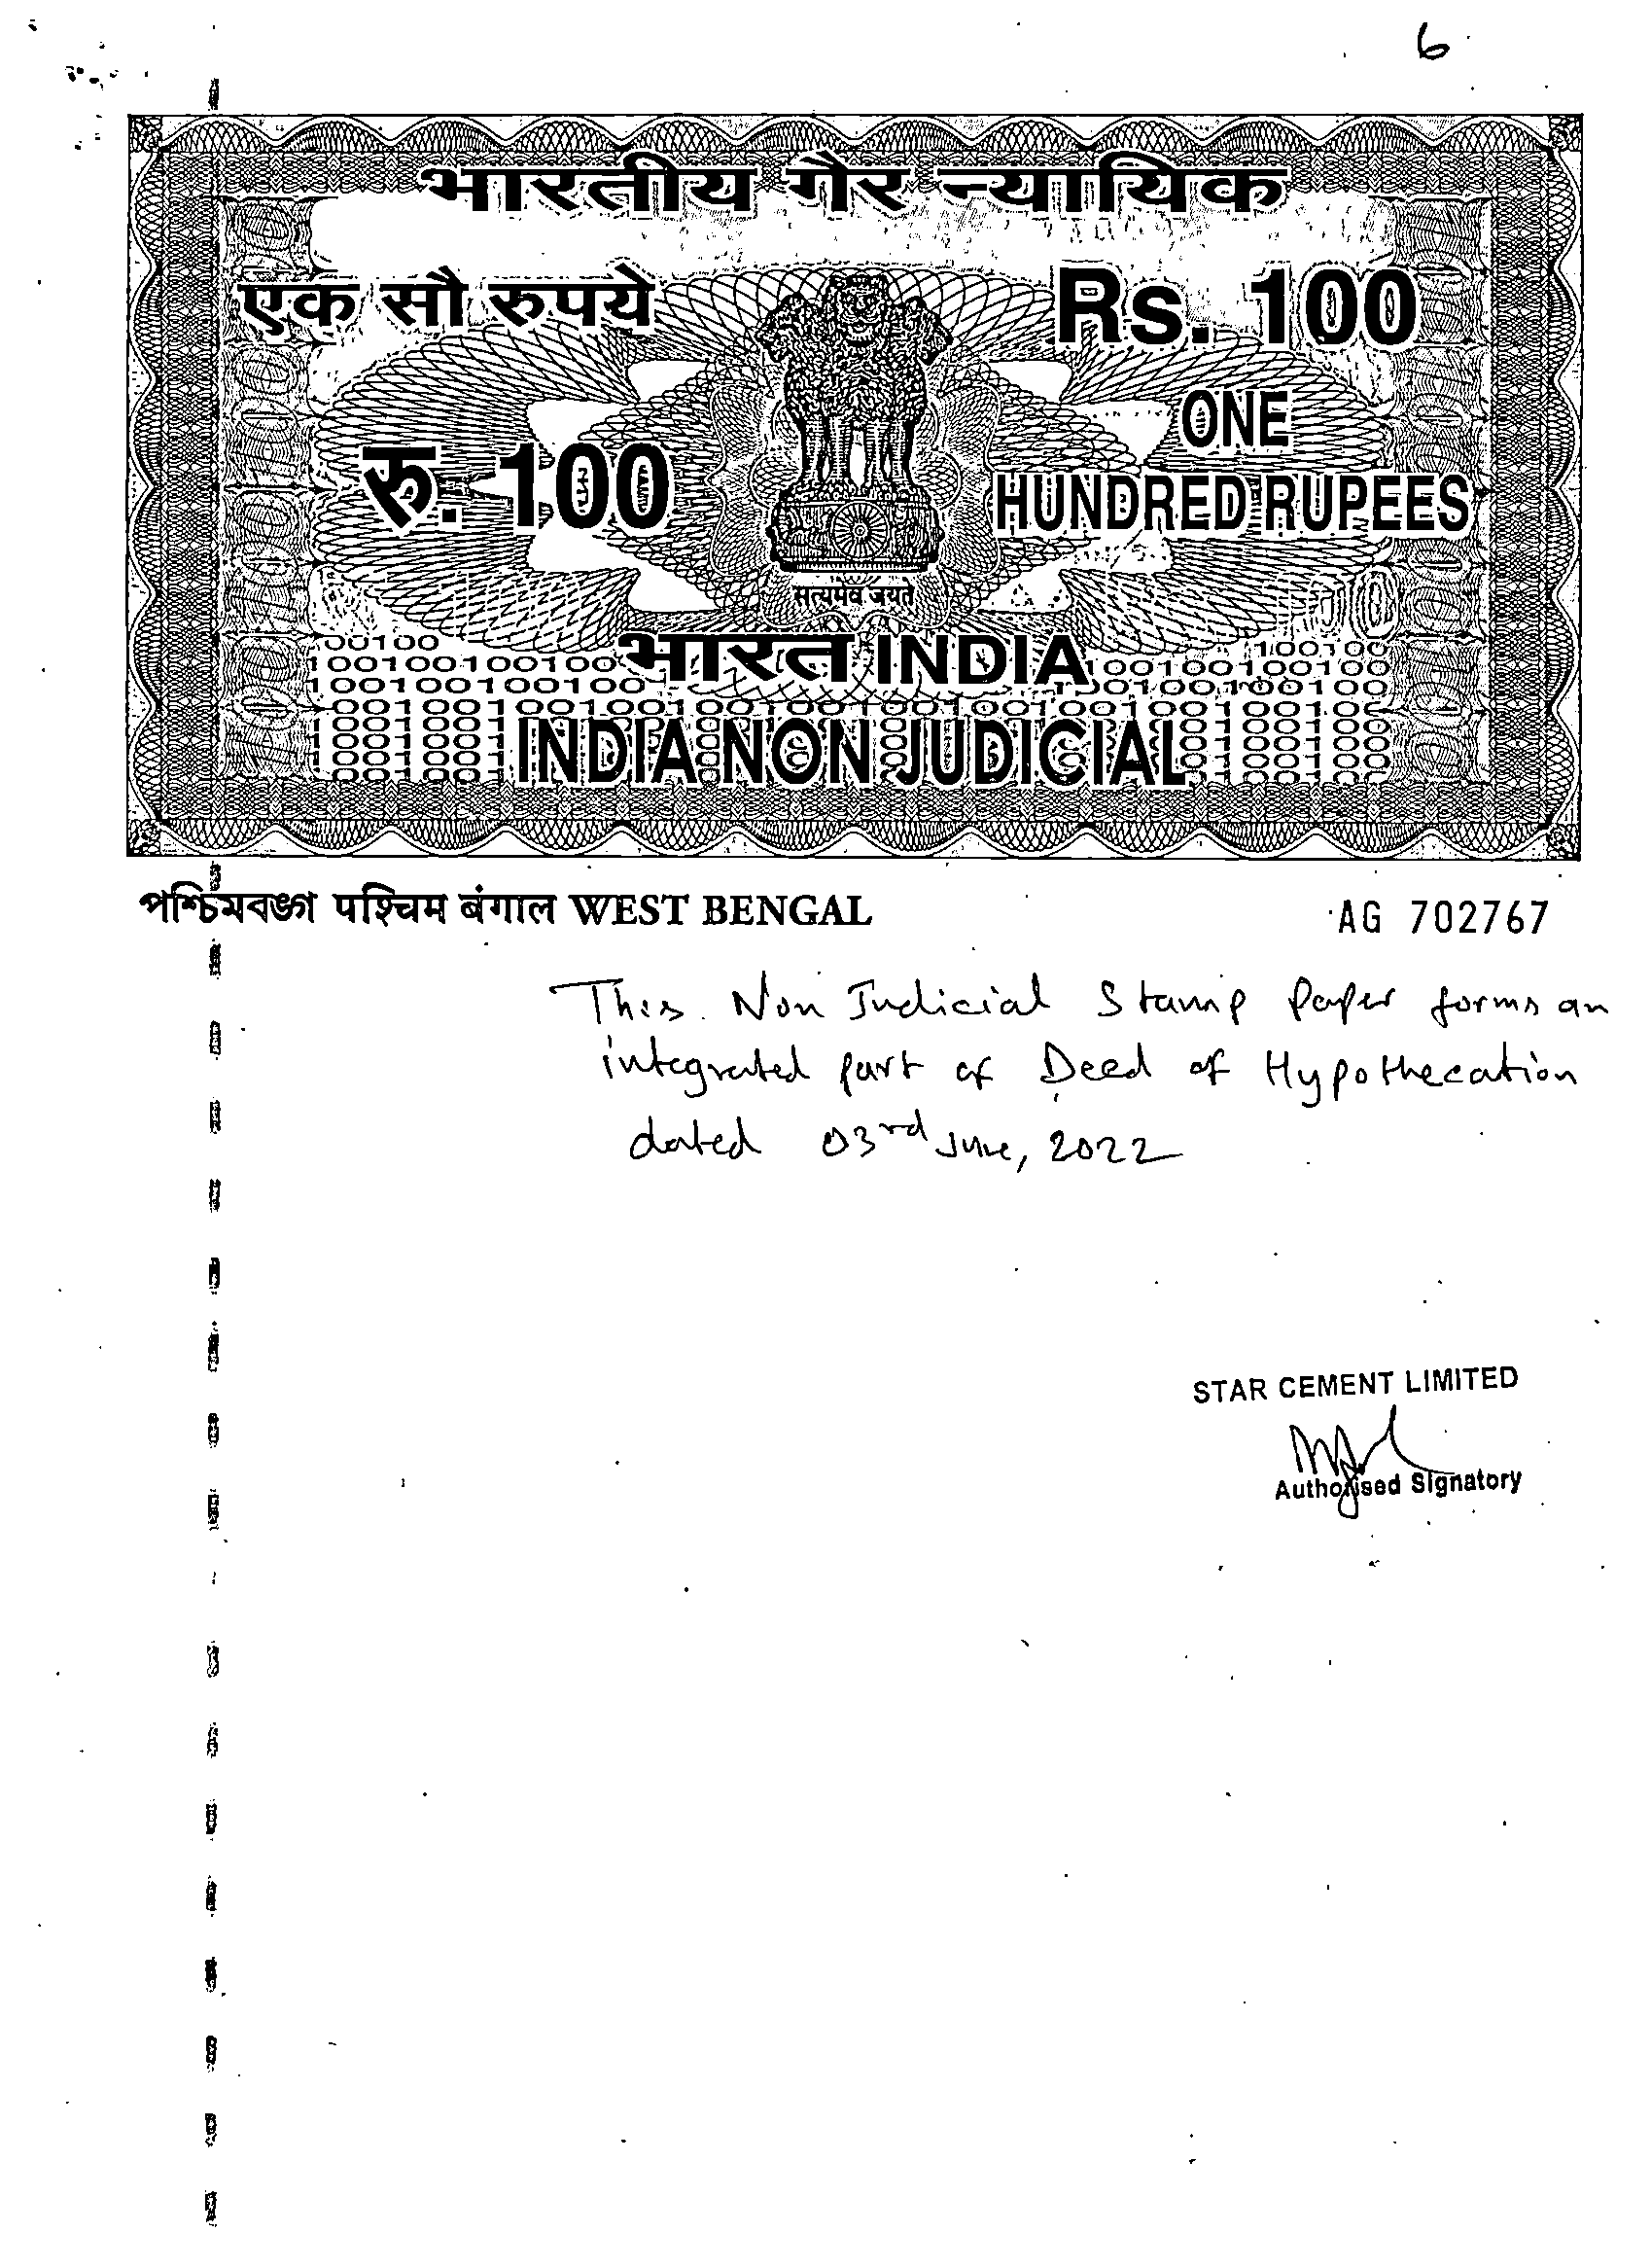 6
भारतीय गैर न्यायिक
एक सौ रुपये
Rs. 100
रु. 100
ONE
HUNDRED RUPEES
सत्यमेव जयते
भारत INDIA
INDIA NON JUDICIAL
পশ্চিমবঙ্গ पश्चिम बंगाल WEST BENGAL
AG 702767
This Non Judicial Stamp Paper forms an
integrated part of Deed of Hypothecation
dated 03rd June, 2022
STAR CEMENT LIMITED
Authorised Signatory